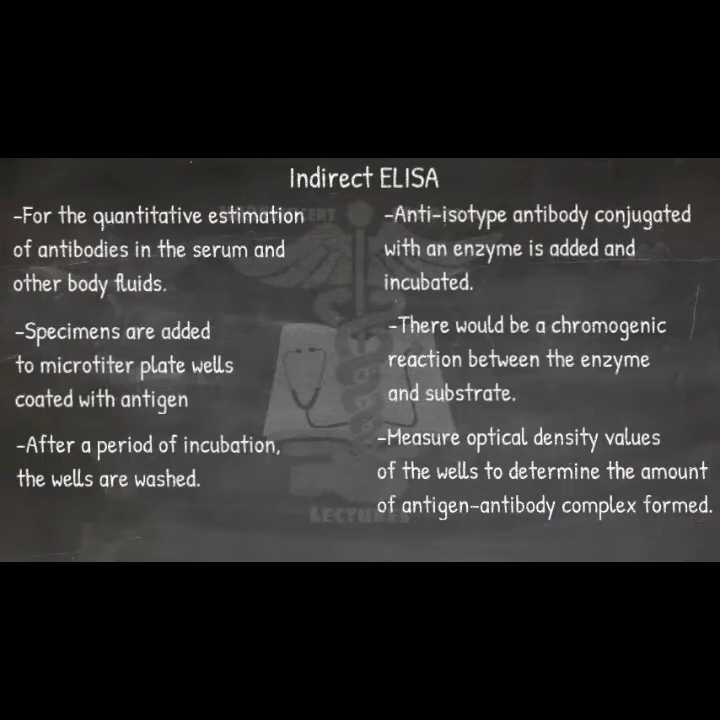 Indirect ELISA
-For the quantitative estimation
of antibodies in the serum and
other body fluids.
-Specimens are added
to microtiter plate wells
coated with antigen
-After a period of incubation,
the wells are washed.
-Anti-isotype antibody conjugated
with an enzyme is added and
incubated.
-There would be a chromogenic
reaction between the enzyme
and substrate.
-Measure optical density values
of the wells to determine the amount
of antigen-antibody complex formed.
LECTURES